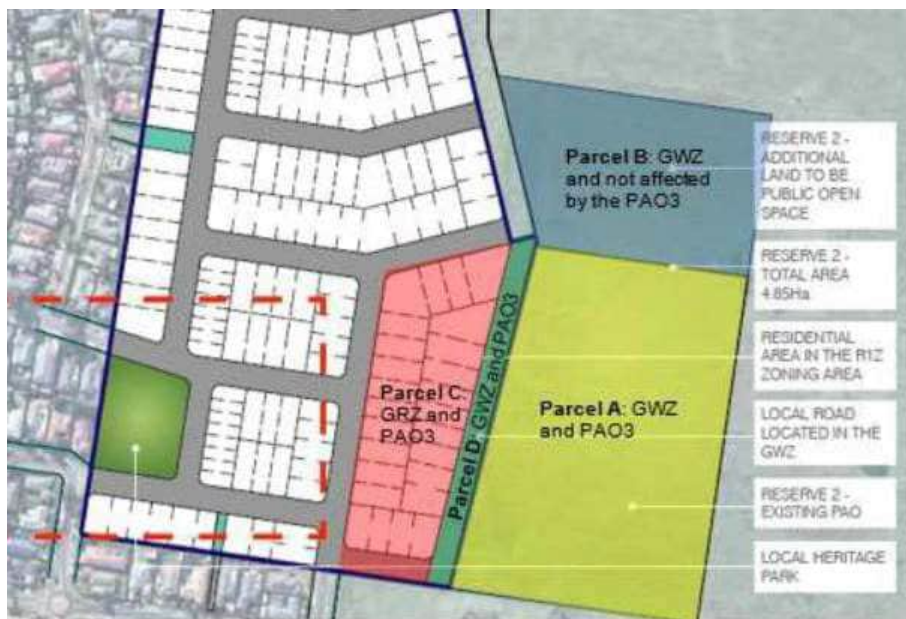 Parcel B: GWZ
and not affected
by the PAO3
Parcel C:
GRZ and
PAO3
Parcel D: GWZ and PAO3
Parcel A: GWZ
and PAO3
RESERVE 2 -
ADDITIONAL
LAND TO BE
PUBLIC OPEN
SPACE
RESERVE 2 -
TOTAL AREA
4.85Ha
RESIDENTIAL
AREA IN THE R1Z
ZONING AREA
LOCAL ROAD
LOCATED IN THE
GWZ
RESERVE 2 -
EXISTING PAO
LOCAL HERITAGE
PARK